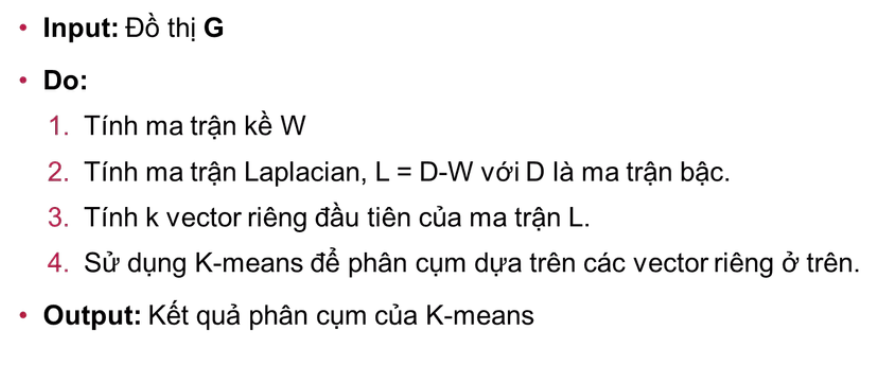 • Input: Đồ thị G
• Do:
1. Tính ma trận kề W
2. Tính ma trận Laplacian, L = D-W với D là ma trận bậc.
3. Tính k vector riêng đầu tiên của ma trận L.
4. Sử dụng K-means để phân cụm dựa trên các vector riêng ở trên.
• Output: Kết quả phân cụm của K-means